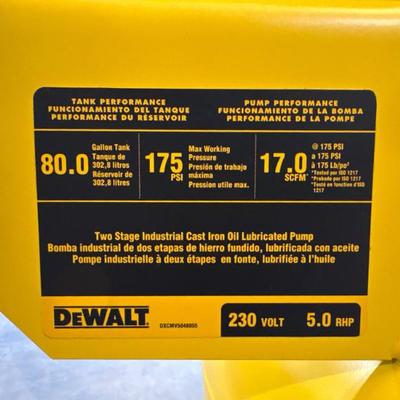 TANK PERFORMANCE
FUNCIONAMIENTO DEL TANQUE
PERFORMANCE DU RÉSERVOIR
PUMP PERFORMANCE
FUNCIONAMIENTO DE LA BOMBA
PERFORMANCE DE LA POMPE
80.0
Gallon Tank
Tanque de
302,8 litros
Réservoir de
302,8 litres
175
PSI
Max Working
Pressure
Presión de trabajo
máxima
Pression utile max.
17.0
SCFM*
@ 175 PSI
a 175 PSI
à 175 Lb/po²
*Tested per ISO 1217
*Probado por ISO 1217
*Testé en fonction d'ISO
1217
Two Stage Industrial Cast Iron Oil Lubricated Pump
Bomba industrial de dos etapas de hierro fundido, lubrificada con aceite
Pompe industrielle à deux étapes en fonte, lubrifiée à l'huile
DEWALT
DXCMV5048055
230 VOLT
5.0 RHP